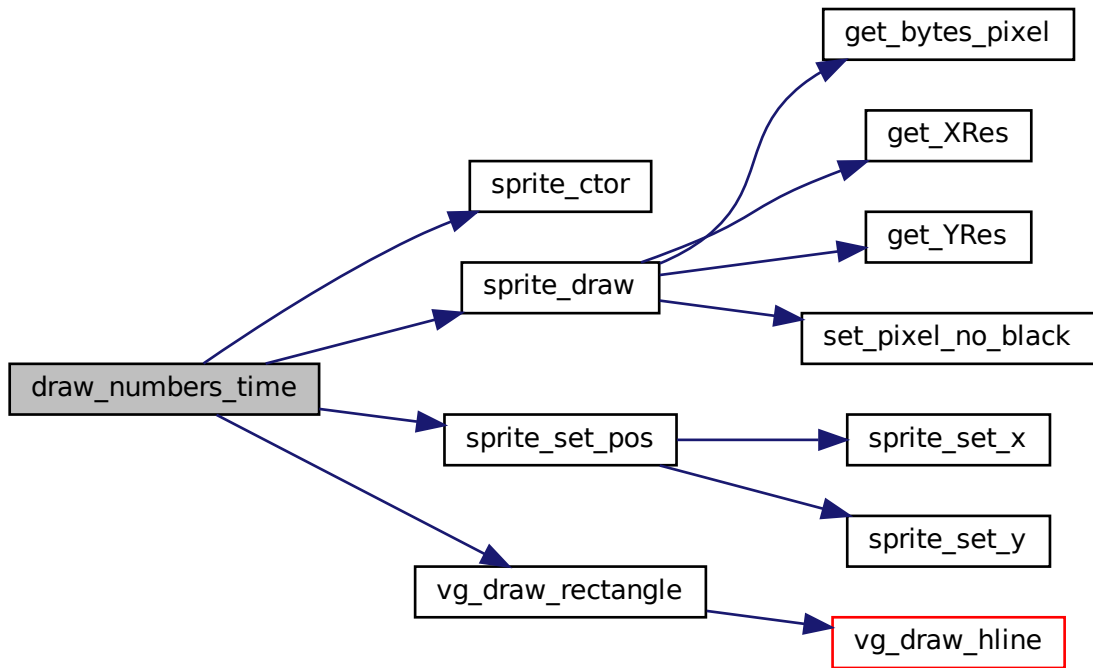 get_bytes_pixel
get_XRes
sprite_ctor
get_YRes
sprite_draw
set_pixel_no_black
draw_numbers_time
sprite_set_pos
sprite_set_x
sprite_set_y
vg_draw_rectangle
vg_draw_hline